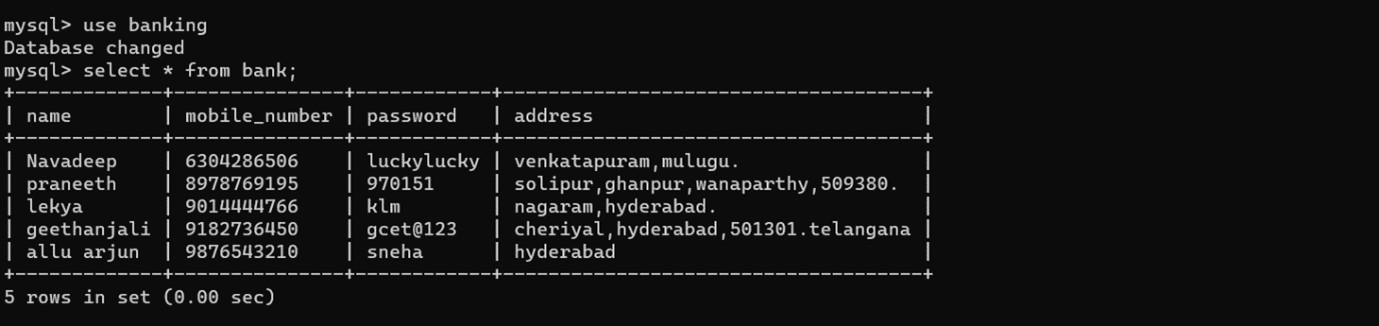 mysql> use banking
Database changed
mysql> select * from bank;
+-------------+---------------+------------+-------------------------------------+
| name        | mobile_number | password   | address                             |
+-------------+---------------+------------+-------------------------------------+
| Navadeep    | 6304286506    | luckylucky | venkatapuram,mulugu.                |
| praneeth    | 8978769195    | 970151     | solipur,ghanpur,wanaparthy,509380.  |
| lekya       | 9014444766    | klm        | nagaram,hyderabad.                  |
| geethanjali | 9182736450    | gcet@123   | cheriyal,hyderabad,501301.telangana |
| allu arjun  | 9876543210    | sneha      | hyderabad                           |
+-------------+---------------+------------+-------------------------------------+
5 rows in set (0.00 sec)